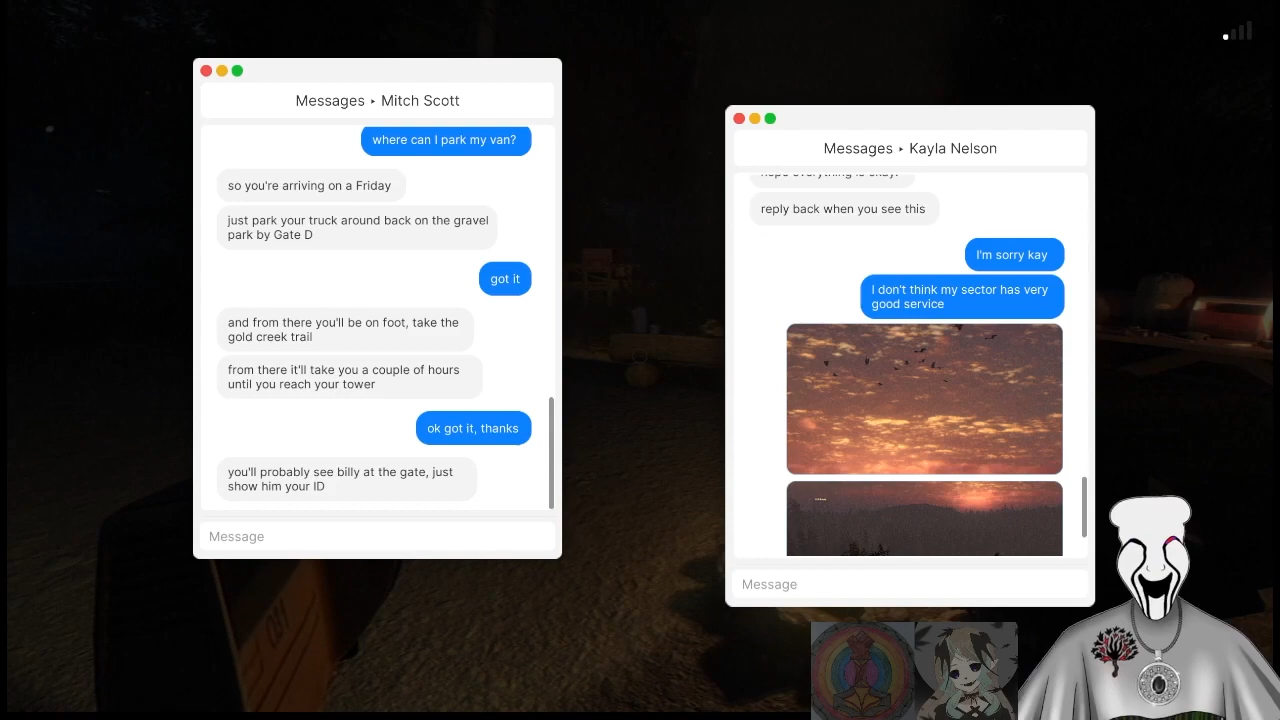 Messages ▸ Mitch Scott
where can I park my van?
so you're arriving on a Friday
just park your truck around back on the gravel
park by Gate D
got it
and from there you'll be on foot, take the
gold creek trail
from there it'll take you a couple of hours
until you reach your tower
ok got it, thanks
you'll probably see billy at the gate, just
show him your ID
Message
Messages ▸ Kayla Nelson
hope everything is okay!
reply back when you see this
I'm sorry kay
I don't think my sector has very
good service
Message